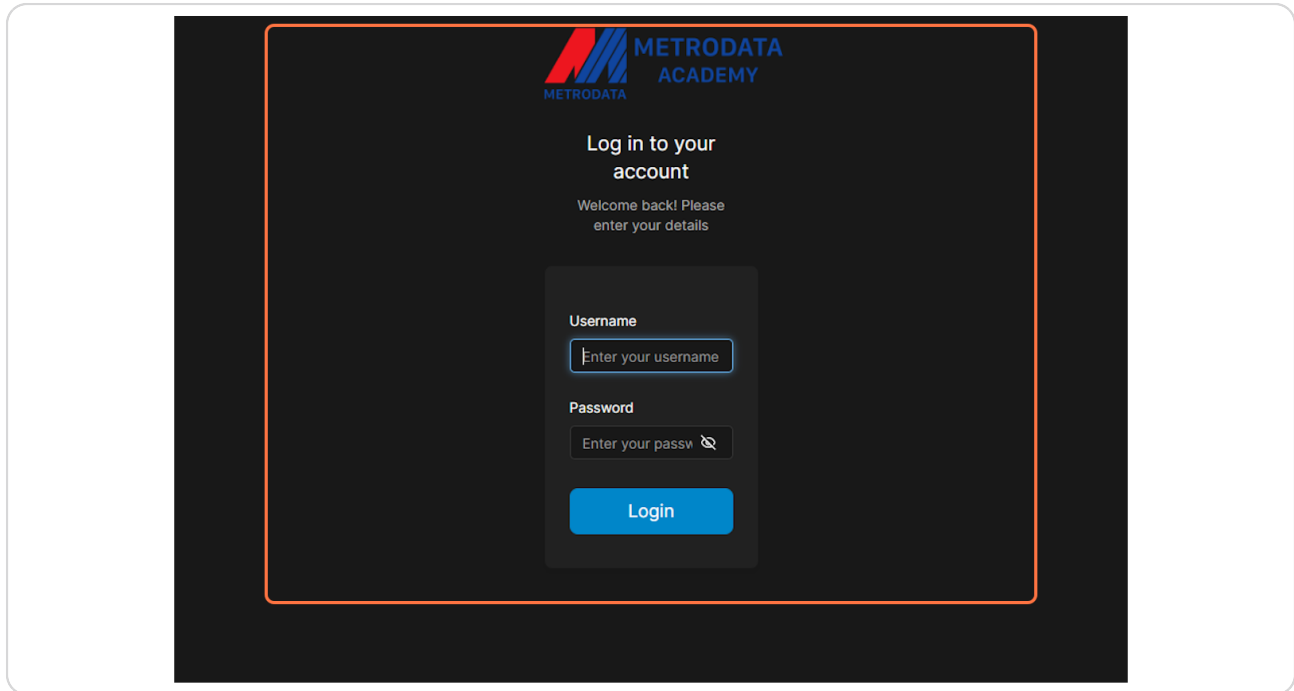 METRODATA
ACADEMY
METRODATA
Log in to your
account
Welcome back! Please
enter your details
Username
Enter your username
Password
Enter your passw
Login